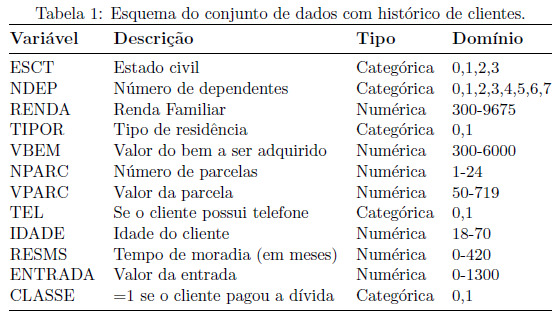 Tabela 1: Esquema do conjunto de dados com histórico de clientes.
Variável Descrição Tipo Domínio
ESCT Estado civil Categórica 0,1,2,3
NDEP Número de dependentes Categórica 0,1,2,3,4,5,6,7
RENDA Renda Familiar Numérica 300-9675
TIPOR Tipo de residência Categórica 0,1
VBEM Valor do bem a ser adquirido Numérica 300-6000
NPARC Número de parcelas Numérica 1-24
VPARC Valor da parcela Numérica 50-719
TEL Se o cliente possui telefone Categórica 0,1
IDADE Idade do cliente Numérica 18-70
RESMS Tempo de moradia (em meses) Numérica 0-420
ENTRADA Valor da entrada Numérica 0-1300
CLASSE =1 se o cliente pagou a dívida Categórica 0,1